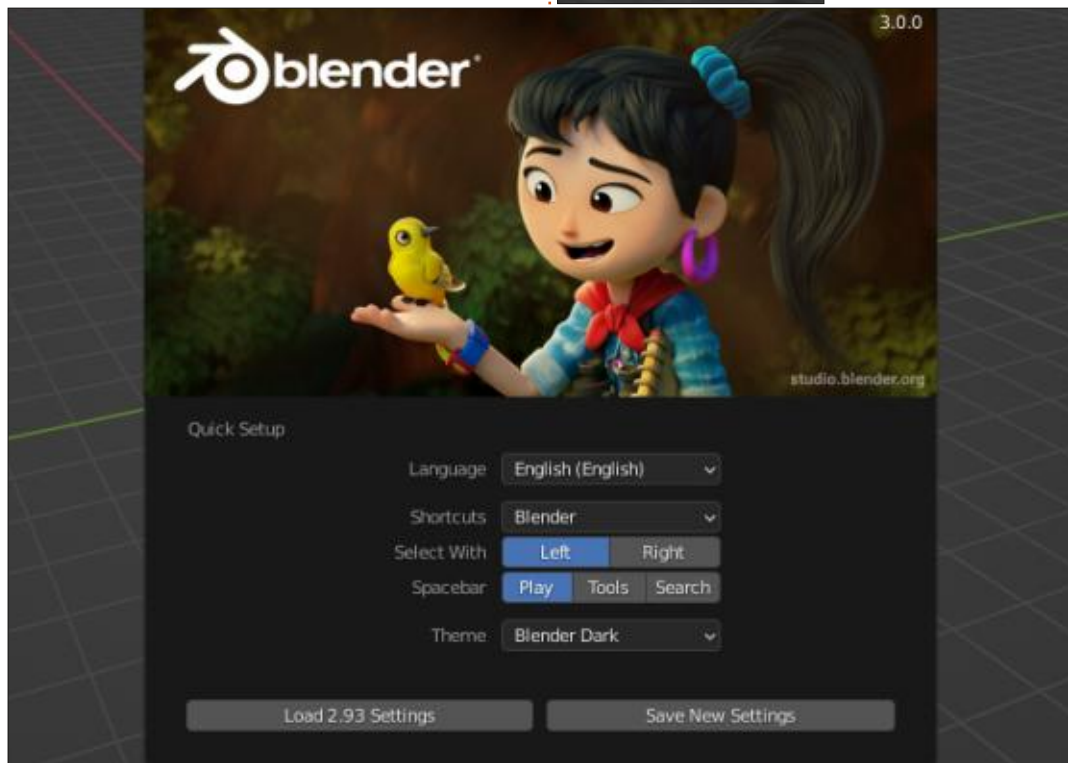 3.0.0
blender
studio.blender.org
Quick Setup
Language English (English)
Shortcuts Blender
Select With Left Right
Spacebar Play Tools Search
Theme Blender Dark
Load 2.93 Settings Save New Settings